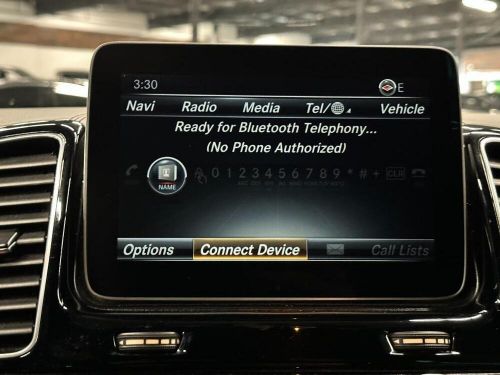 3:30 E
Navi Radio Media Tel/ Vehicle
Ready for Bluetooth Telephony...
(No Phone Authorized)
0 1 2 3 4 5 6 7 8 9 * # + CLR
NAME
Options Connect Device Call Lists